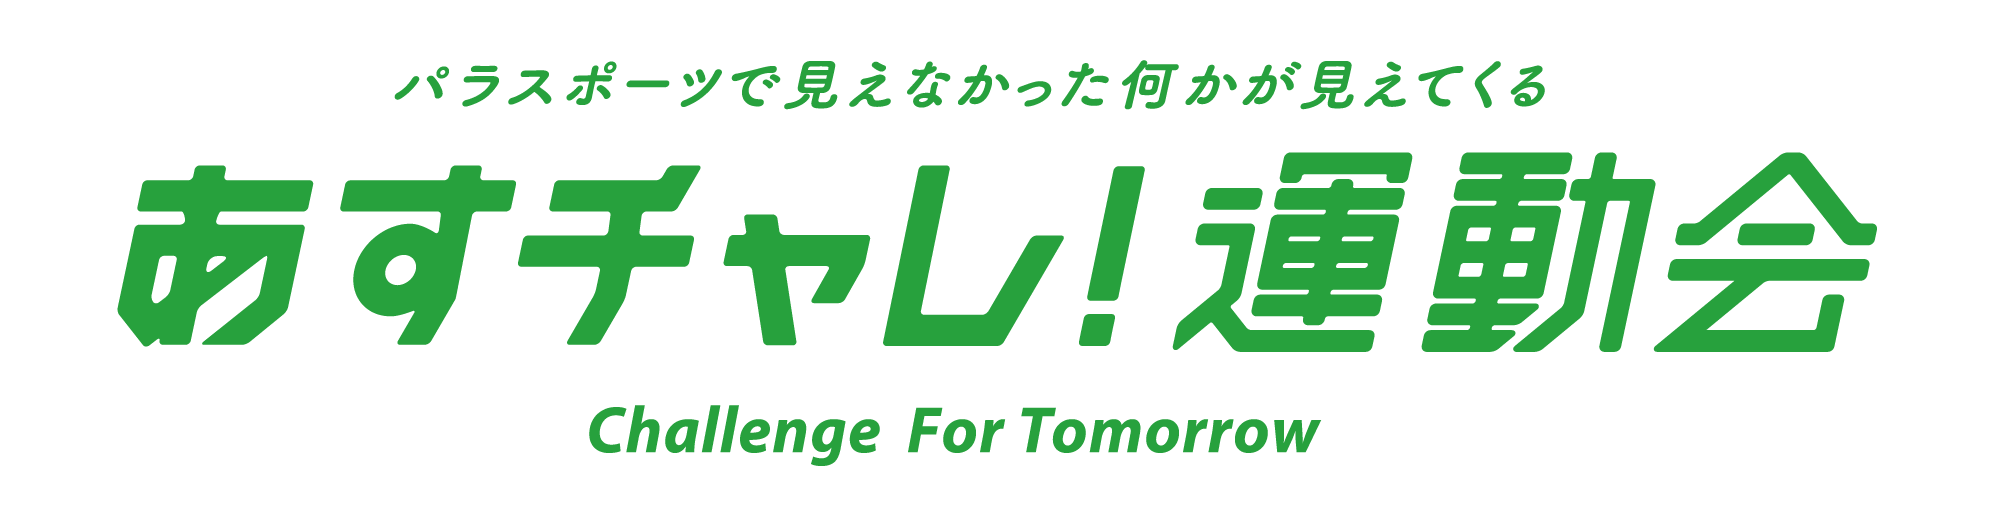 パラスポーツで見えなかった何かが見えてくる
あすチャレ！運動会
Challenge For Tomorrow